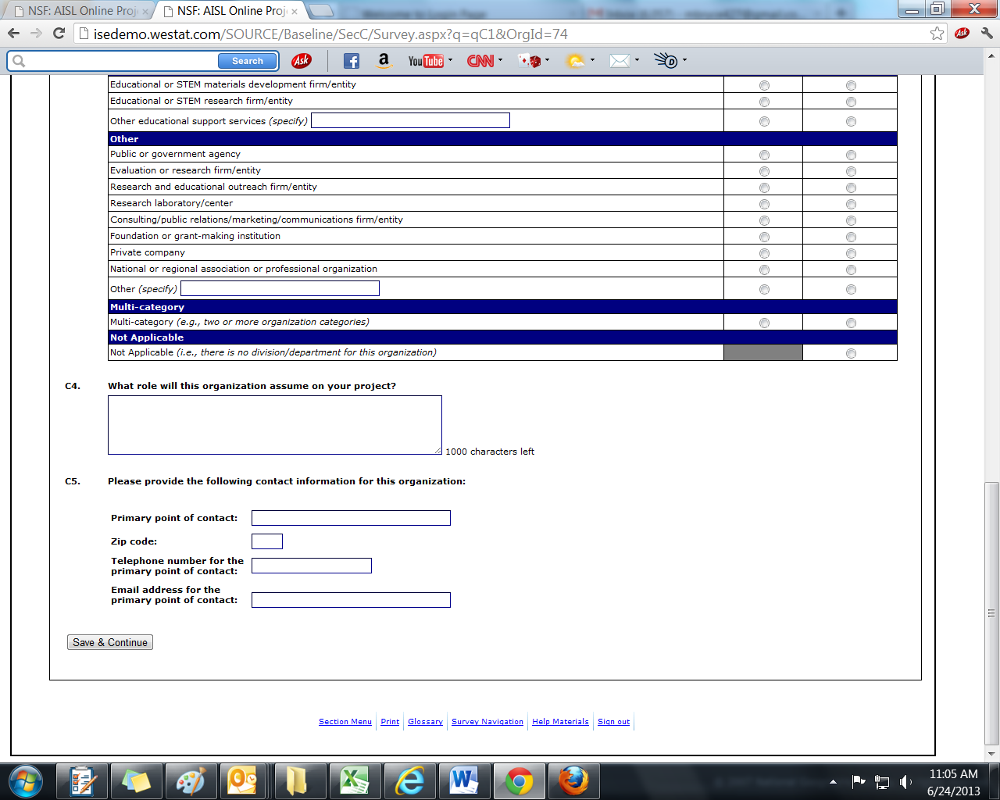 NSF: AISL Online Proj
NSF: AISL Online Proj
isedemo.westat.com/SOURCE/Baseline/SecC/Survey.aspx?q=qC1&OrgId=74
Ask
Search
Ask
f
a
YouTube
CNN
Educational or STEM materials development firm/entity
Educational or STEM research firm/entity
Other educational support services (specify)
Other
Public or government agency
Evaluation or research firm/entity
Research and educational outreach firm/entity
Research laboratory/center
Consulting/public relations/marketing/communications firm/entity
Foundation or grant-making institution
Private company
National or regional association or professional organization
Other (specify)
Multi-category
Multi-category (e.g., two or more organization categories)
Not Applicable
Not Applicable (i.e., there is no division/department for this organization)
C4. What role will this organization assume on your project?
1000 characters left
C5. Please provide the following contact information for this organization:
Primary point of contact:
Zip code:
Telephone number for the
primary point of contact:
Email address for the
primary point of contact:
Save & Continue
Section Menu Print Glossary Survey Navigation Help Materials Sign out
11:05 AM
6/24/2013